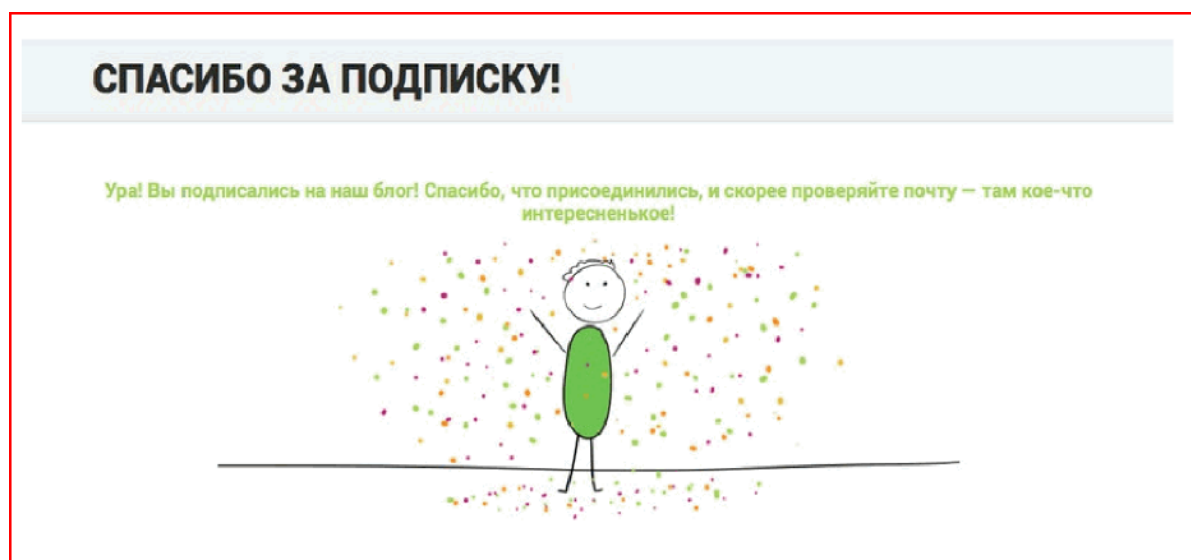 СПАСИБО ЗА ПОДПИСКУ!
Ура! Вы подписались на наш блог! Спасибо, что присоединились, и скорее проверяйте почту — там кое-что
интересненькое!